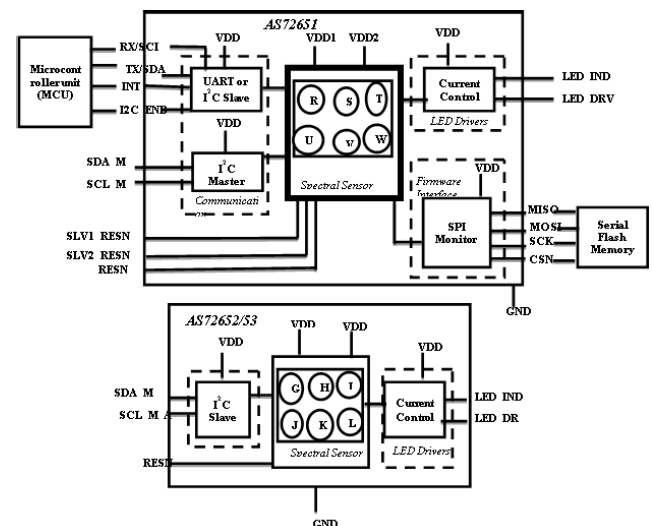 AS72651
RX/SCI
VDD
VDD1
VDD2
VDD
Microcont
rollerunit
(MCU)
TX/SDA
INT
I2C END
UART or
I²C Slave
R
S
T
U
V
W
Spectral Sensor
Current
Control
LED Drivers
LED IND
LED DRV
VDD
SDA M
SCL M
I²C
Master
Communicati
Firmware
Interface
VDD
SPI
Monitor
MISO
MOSI
SCK
CSN
Serial
Flash
Memory
SLV1 RESN
SLV2 RESN
RESN
GND
AS72652/53
VDD
VDD
VDD
VDD
SDA M
SCL M A
I²C
Slave
G
H
I
J
K
L
Spectral Sensor
Current
Control
LED Drivers
LED IND
LED DR
RESN
GND